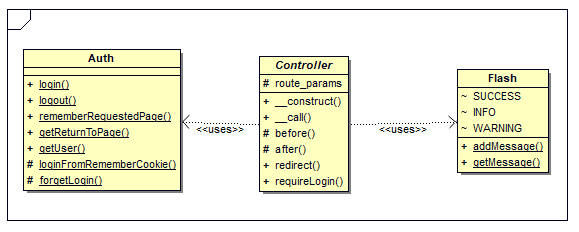 Auth
+ login()
+ logout()
+ rememberRequestedPage()
+ getReturnToPage()
+ getUser()
# loginFromRememberCookie()
# forgetLogin()
<<uses>>
Controller
# route_params
+ __construct()
+ __call()
# before()
# after()
+ redirect()
+ requireLogin()
<<uses>>
Flash
~ SUCCESS
~ INFO
~ WARNING
+ addMessage()
+ getMessage()